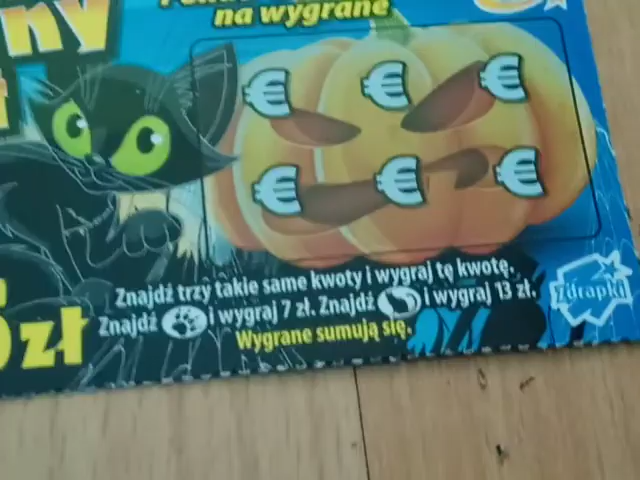 na wygrane
€ € €
€ € €
Znajdź trzy takie same kwoty i wygraj tę kwotę.
Znajdź i wygraj 7 zł. Znajdź i wygraj 13 zł.
Wygrane sumują się.
zł
Zdrapki